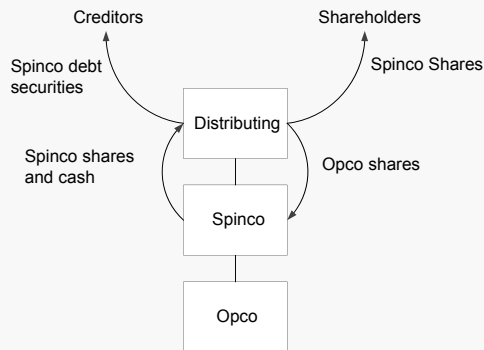 Creditors
Shareholders
Spinco debt
securities
Spinco Shares
Distributing
Spinco shares
and cash
Opco shares
Spinco
Opco